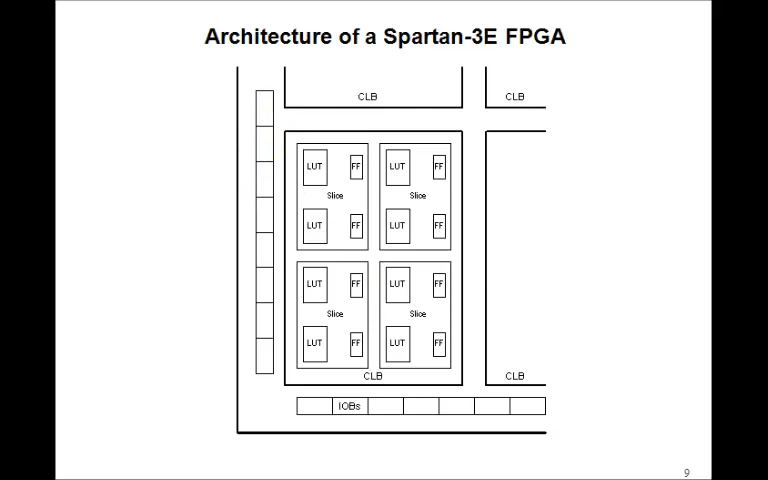 Architecture of a Spartan-3E FPGA
CLB CLB
LUT FF LUT FF
Slice Slice
LUT FF LUT FF
LUT FF LUT FF
Slice Slice
LUT FF LUT FF
CLB CLB
IOBs
9